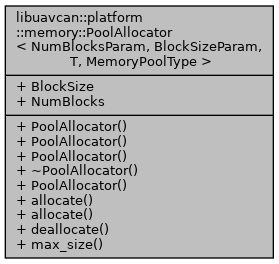 libuavcan::platform
::memory::PoolAllocator
< NumBlocksParam, BlockSizeParam,
T, MemoryPoolType >
+ BlockSize
+ NumBlocks
+ PoolAllocator()
+ PoolAllocator()
+ PoolAllocator()
+ ~PoolAllocator()
+ PoolAllocator()
+ allocate()
+ allocate()
+ deallocate()
+ max_size()